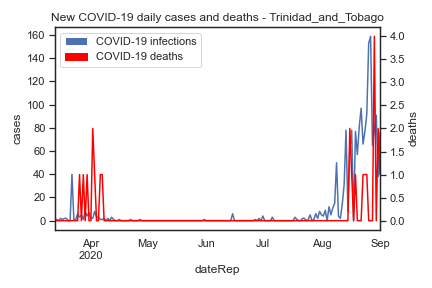 New COVID-19 daily cases and deaths - Trinidad_and_Tobago
COVID-19 infections
COVID-19 deaths
160
140
120
100
80
60
40
20
0
cases
4.0
3.5
3.0
2.5
2.0
1.5
1.0
0.5
0.0
deaths
Apr May Jun Jul Aug Sep
2020
dateRep